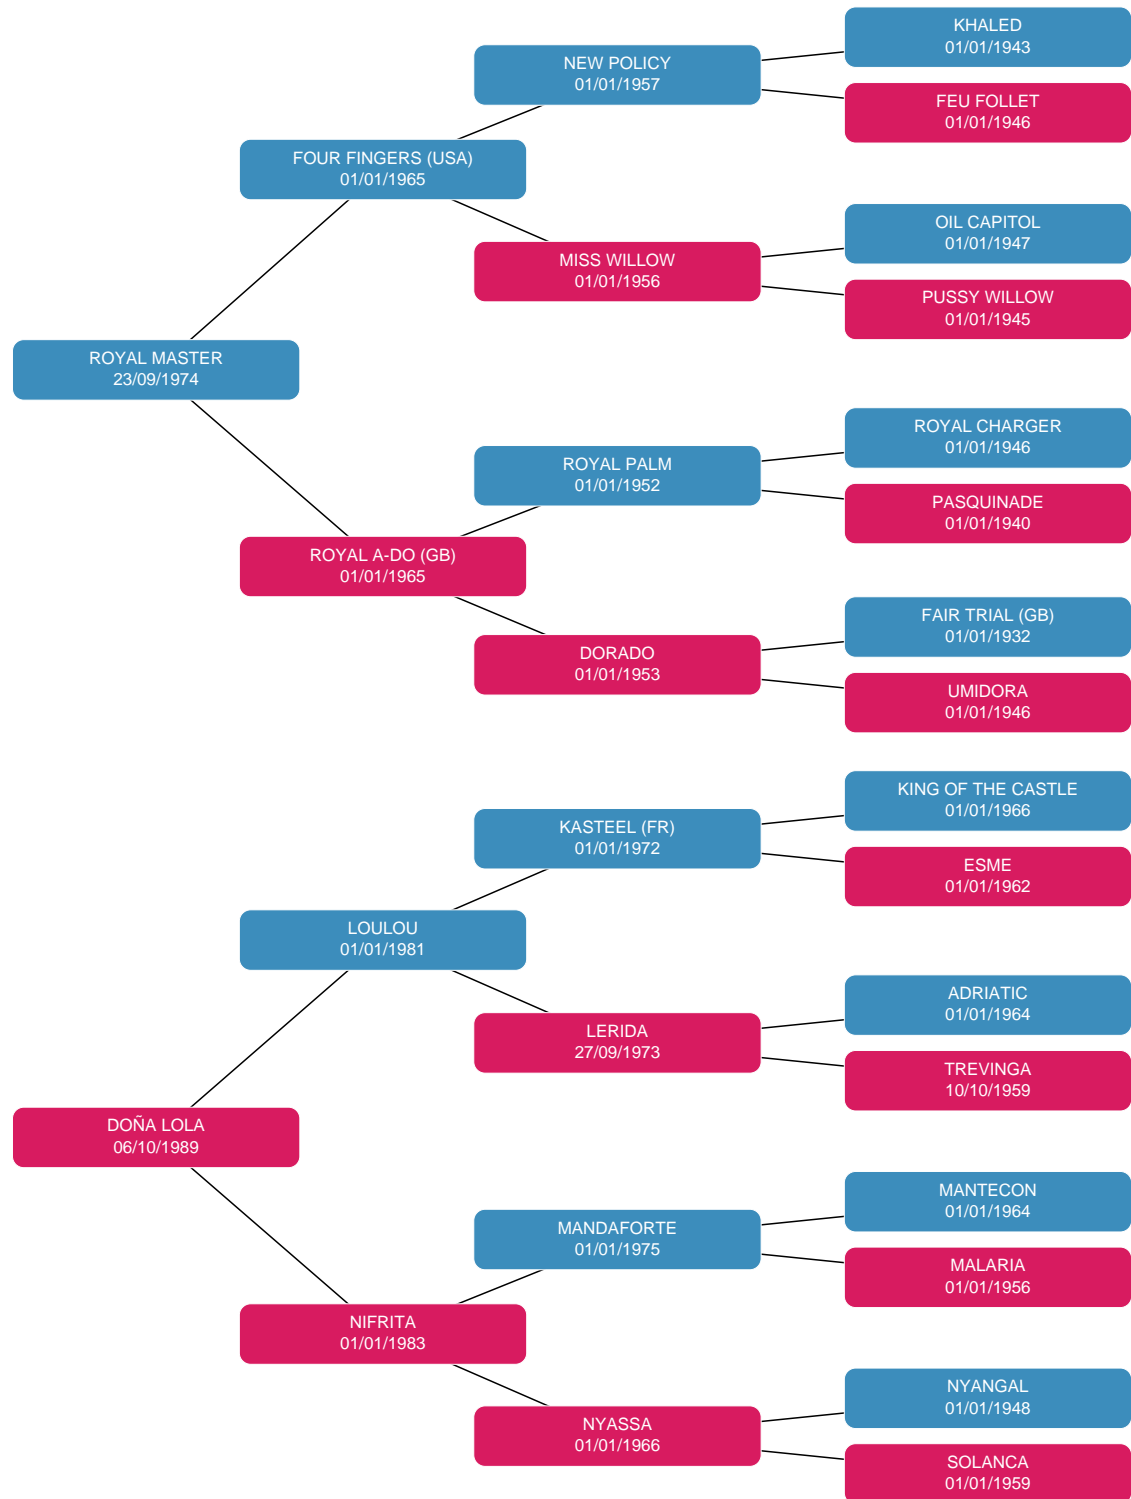 KHALED
01/01/1943
NEW POLICY
01/01/1957
FEU FOLLET
01/01/1946
FOUR FINGERS (USA)
01/01/1965
OIL CAPITOL
01/01/1947
MISS WILLOW
01/01/1956
PUSSY WILLOW
01/01/1945
ROYAL MASTER
23/09/1974
ROYAL CHARGER
01/01/1946
ROYAL PALM
01/01/1952
PASQUINADE
01/01/1940
ROYAL A-DO (GB)
01/01/1965
FAIR TRIAL (GB)
01/01/1932
DORADO
01/01/1953
UMIDORA
01/01/1946
KING OF THE CASTLE
01/01/1966
KASTEEL (FR)
01/01/1972
ESME
01/01/1962
LOULOU
01/01/1981
ADRIATIC
01/01/1964
LERIDA
27/09/1973
TREVINGA
10/10/1959
DOÑA LOLA
06/10/1989
MANTECON
01/01/1964
MANDAFORTE
01/01/1975
MALARIA
01/01/1956
NIFRITA
01/01/1983
NYANGAL
01/01/1948
NYASSA
01/01/1966
SOLANCA
01/01/1959